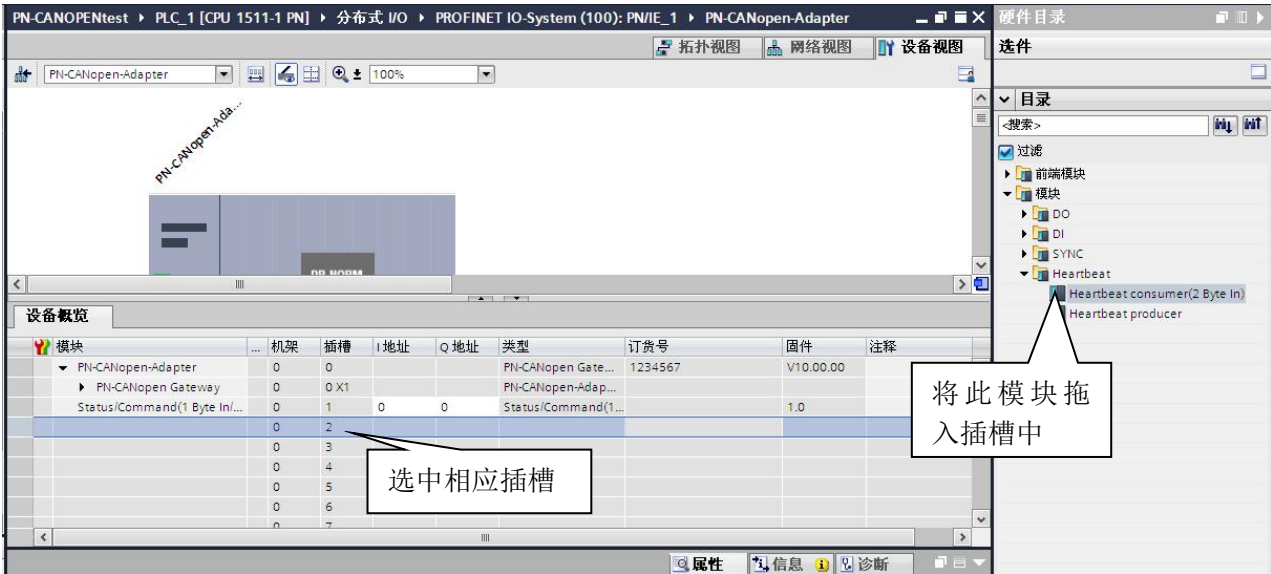 PN-CANOPENtest ▸ PLC_1 [CPU 1511-1 PN] ▸ 分布式 I/O ▸ PROFINET IO-System (100): PN/IE_1 ▸ PN-CANopen-Adapter
拓扑视图 网络视图 设备视图
PN-CANopen-Adapter 100%
PN-CANopen-Ada...
DP-NORM
设备概览
模块 ... 机架 插槽 I 地址 Q 地址 类型 订货号 固件 注释
PN-CANopen-Adapter 0 0 PN-CANopen Gate... 1234567 V10.00.00
PN-CANopen Gateway 0 0 X1 PN-CANopen-Adap...
Status/Command(1 Byte In/... 0 1 0 0 Status/Command(1... 1.0
0 2
0 3
0 4
0 5
0 6
0 7
选中相应插槽
属性 信息 诊断
硬件目录
选件
目录
<搜索>
过滤
前端模块
模块
DO
DI
SYNC
Heartbeat
Heartbeat consumer(2 Byte In)
Heartbeat producer
将此模块拖
入插槽中